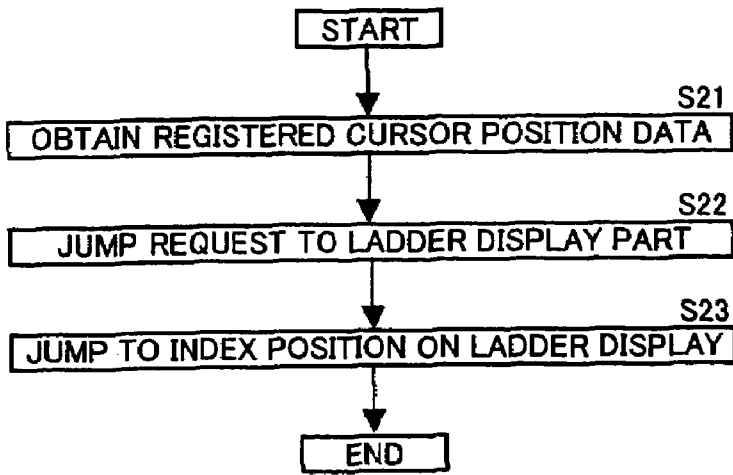 START
S21
OBTAIN REGISTERED CURSOR POSITION DATA
S22
JUMP REQUEST TO LADDER DISPLAY PART
S23
JUMP TO INDEX POSITION ON LADDER DISPLAY
END